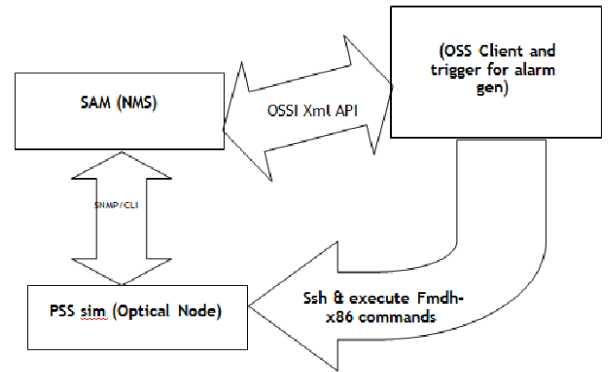 (OSS Client and
trigger for alarm
gen)
SAM (NMS)
OSSI Xml API
SNMP/CLI
PSS sim (Optical Node)
Ssh & execute Fmdh-
x86 commands